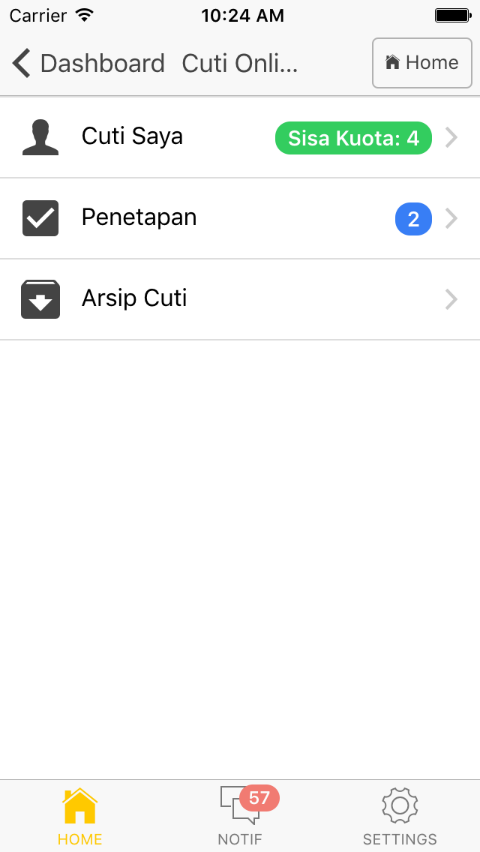 Carrier 10:24 AM
Dashboard Cuti Onli... Home
Cuti Saya Sisa Kuota: 4
Penetapan 2
Arsip Cuti
57
HOME NOTIF SETTINGS